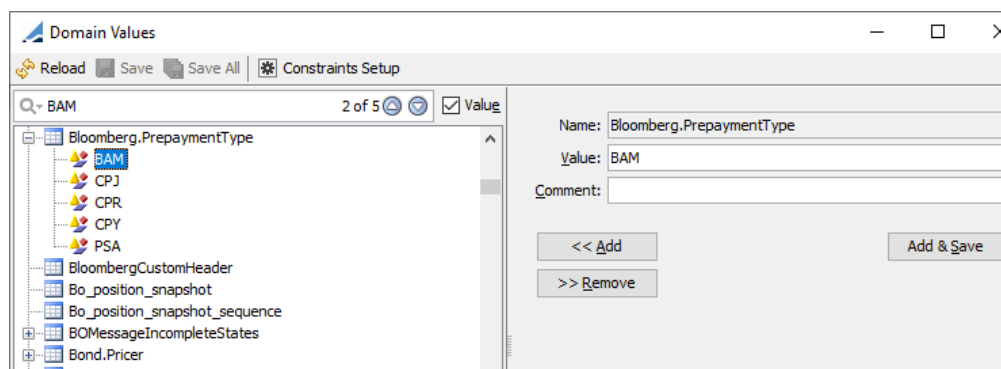 Domain Values
Reload Save Save All Constraints Setup
BAM 2 of 5 Value
Bloomberg.PrepaymentType
BAM
CPJ
CPR
CPY
PSA
BloombergCustomHeader
Bo_position_snapshot
Bo_position_snapshot_sequence
BOMessageIncompleteStates
Bond.Pricer
Name: Bloomberg.PrepaymentType
Value: BAM
Comment:
<< Add Add & Save
>> Remove